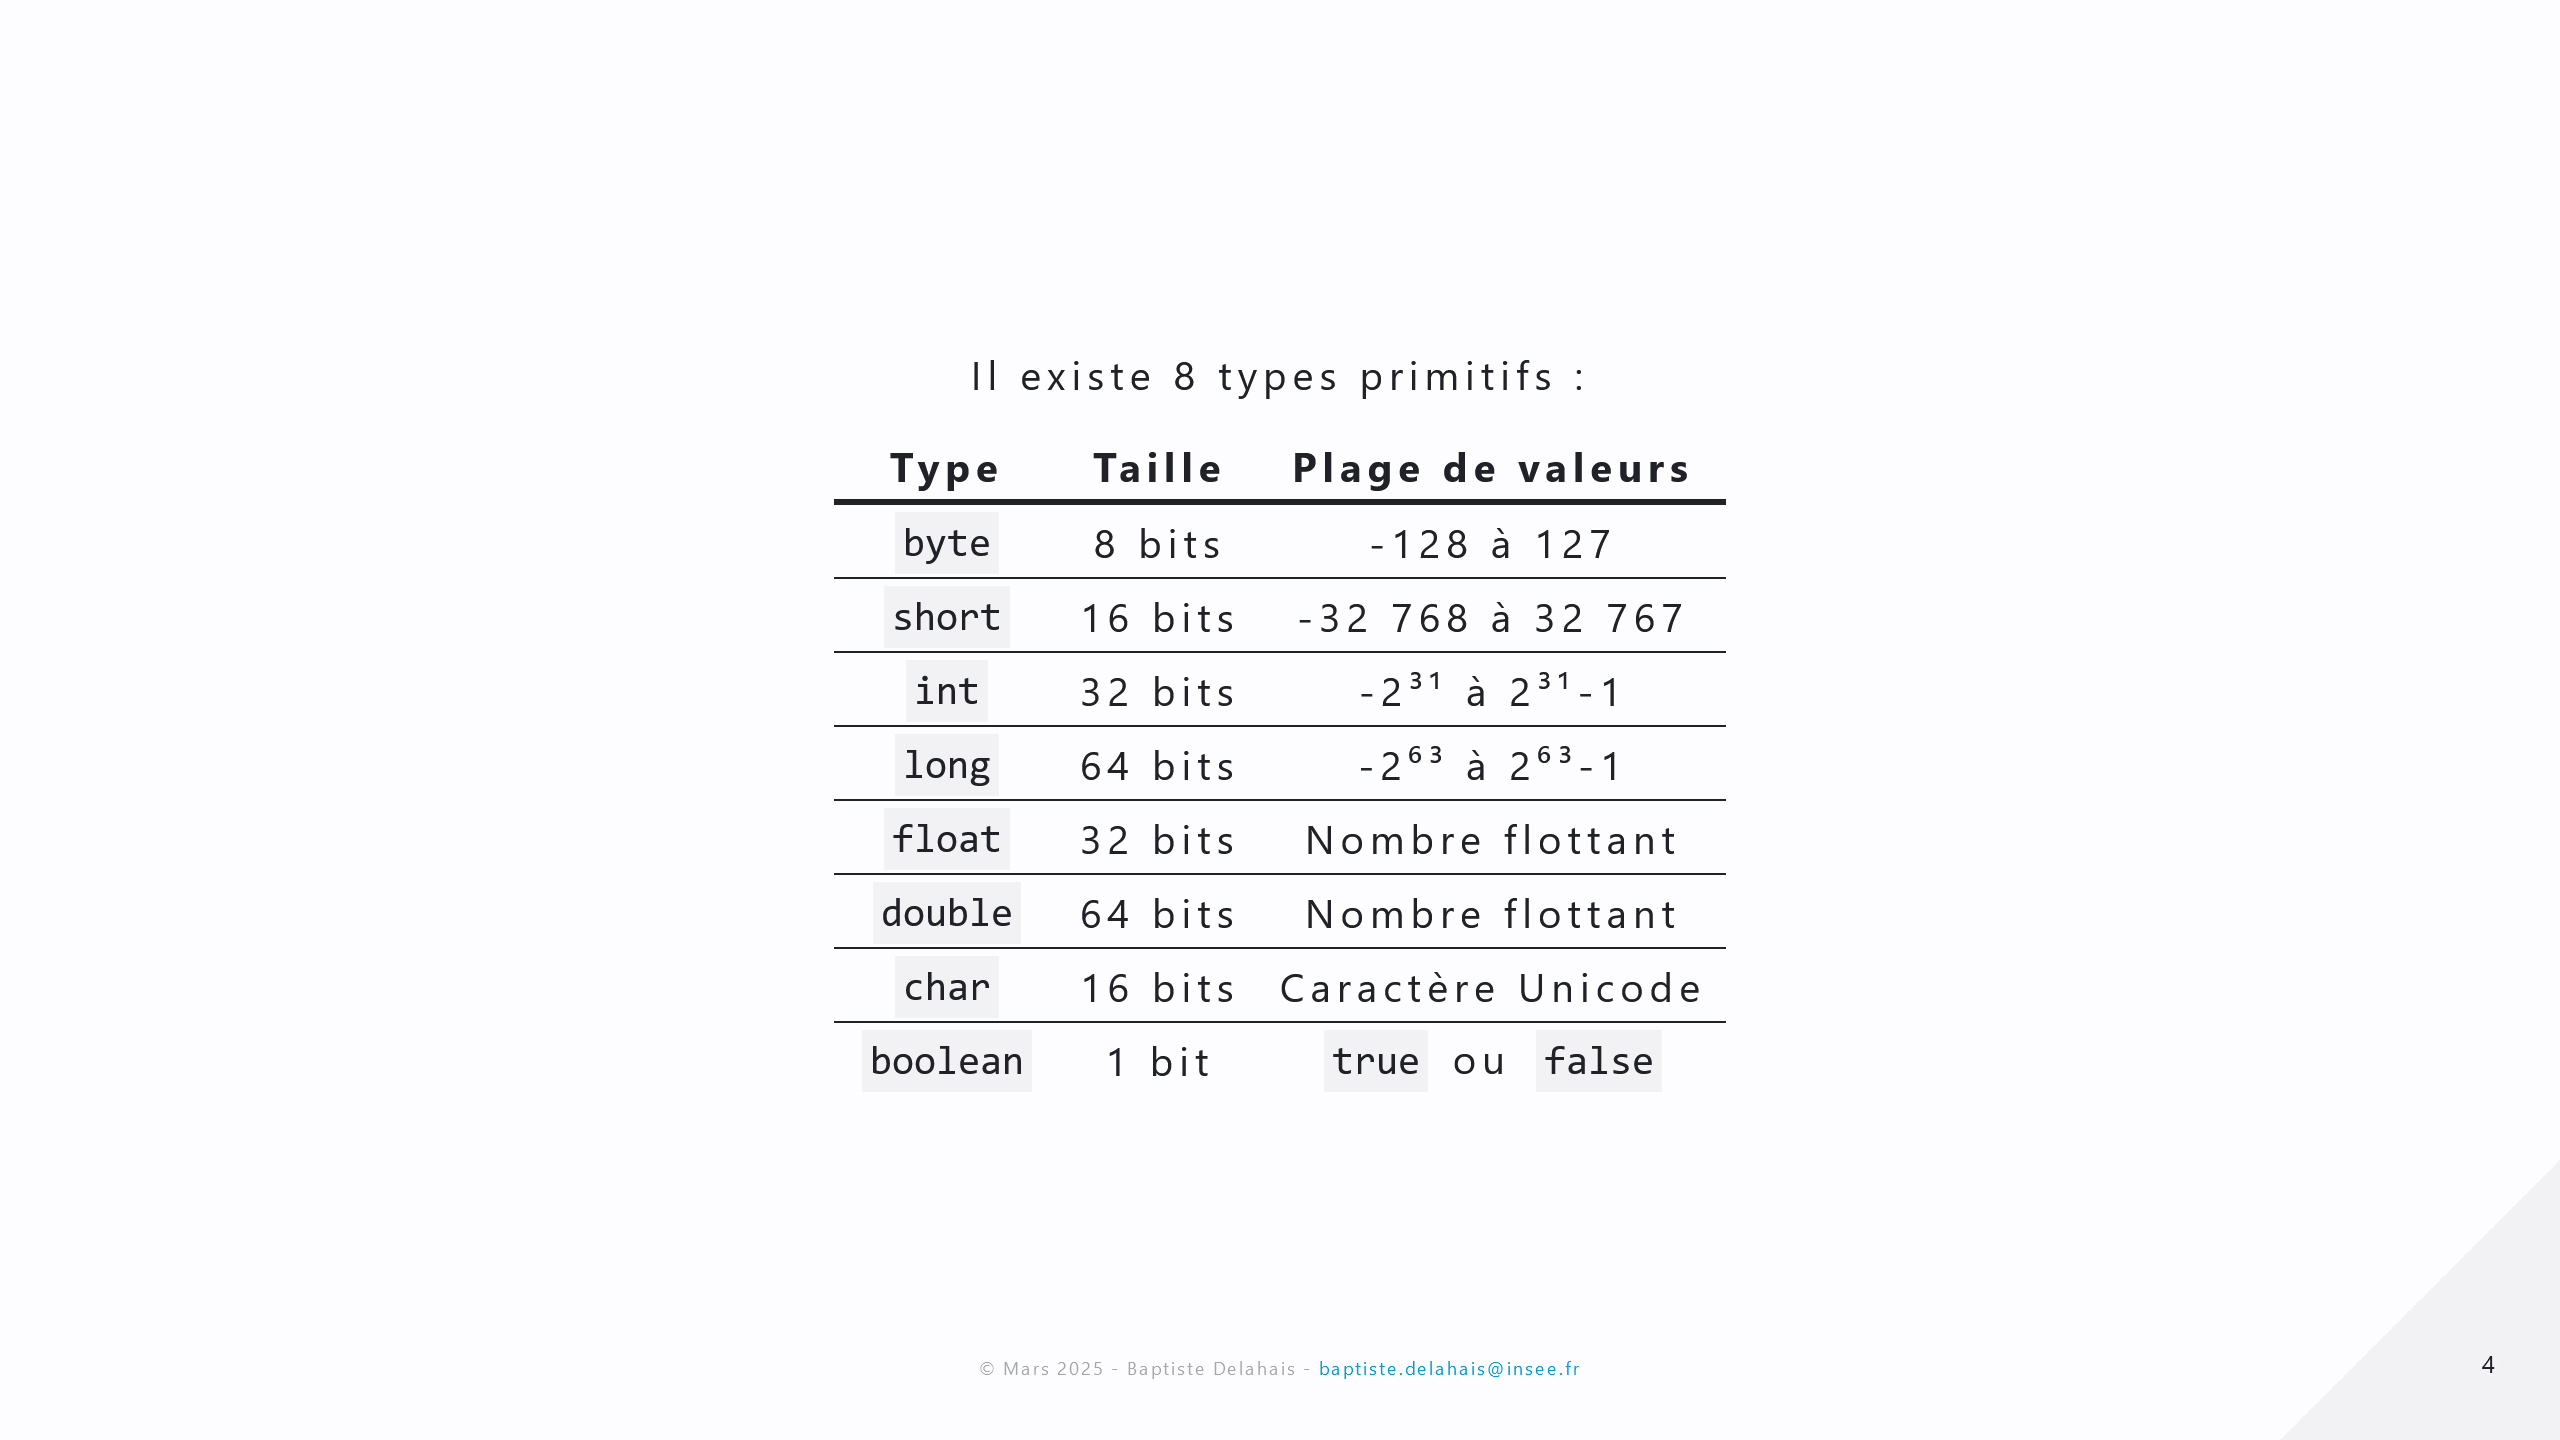 Il existe 8 types primitifs :
Type Taille Plage de valeurs
byte 8 bits -128 à 127
short 16 bits -32 768 à 32 767
int 32 bits -2³¹ à 2³¹-1
long 64 bits -2⁶³ à 2⁶³-1
float 32 bits Nombre flottant
double 64 bits Nombre flottant
char 16 bits Caractère Unicode
boolean 1 bit true ou false
© Mars 2025 - Baptiste Delahais - baptiste.delahais@insee.fr
4